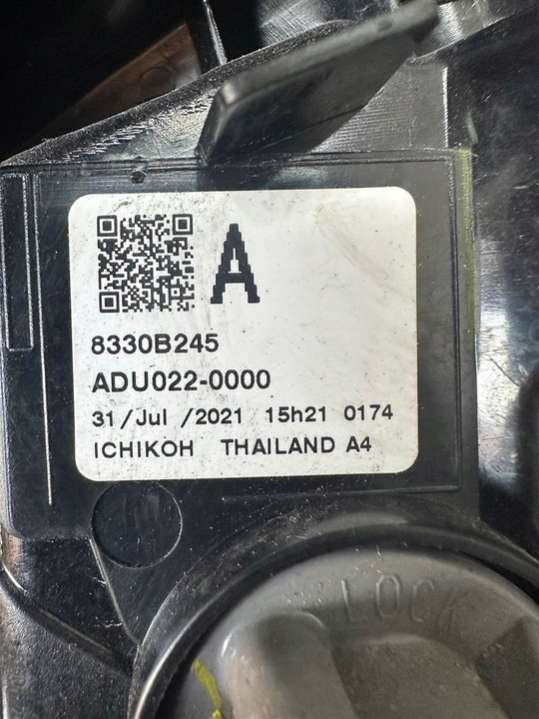 A
8330B245
ADU022-0000
31/Jul /2021 15h21 0174
ICHIKOH THAILAND A4
LOCK